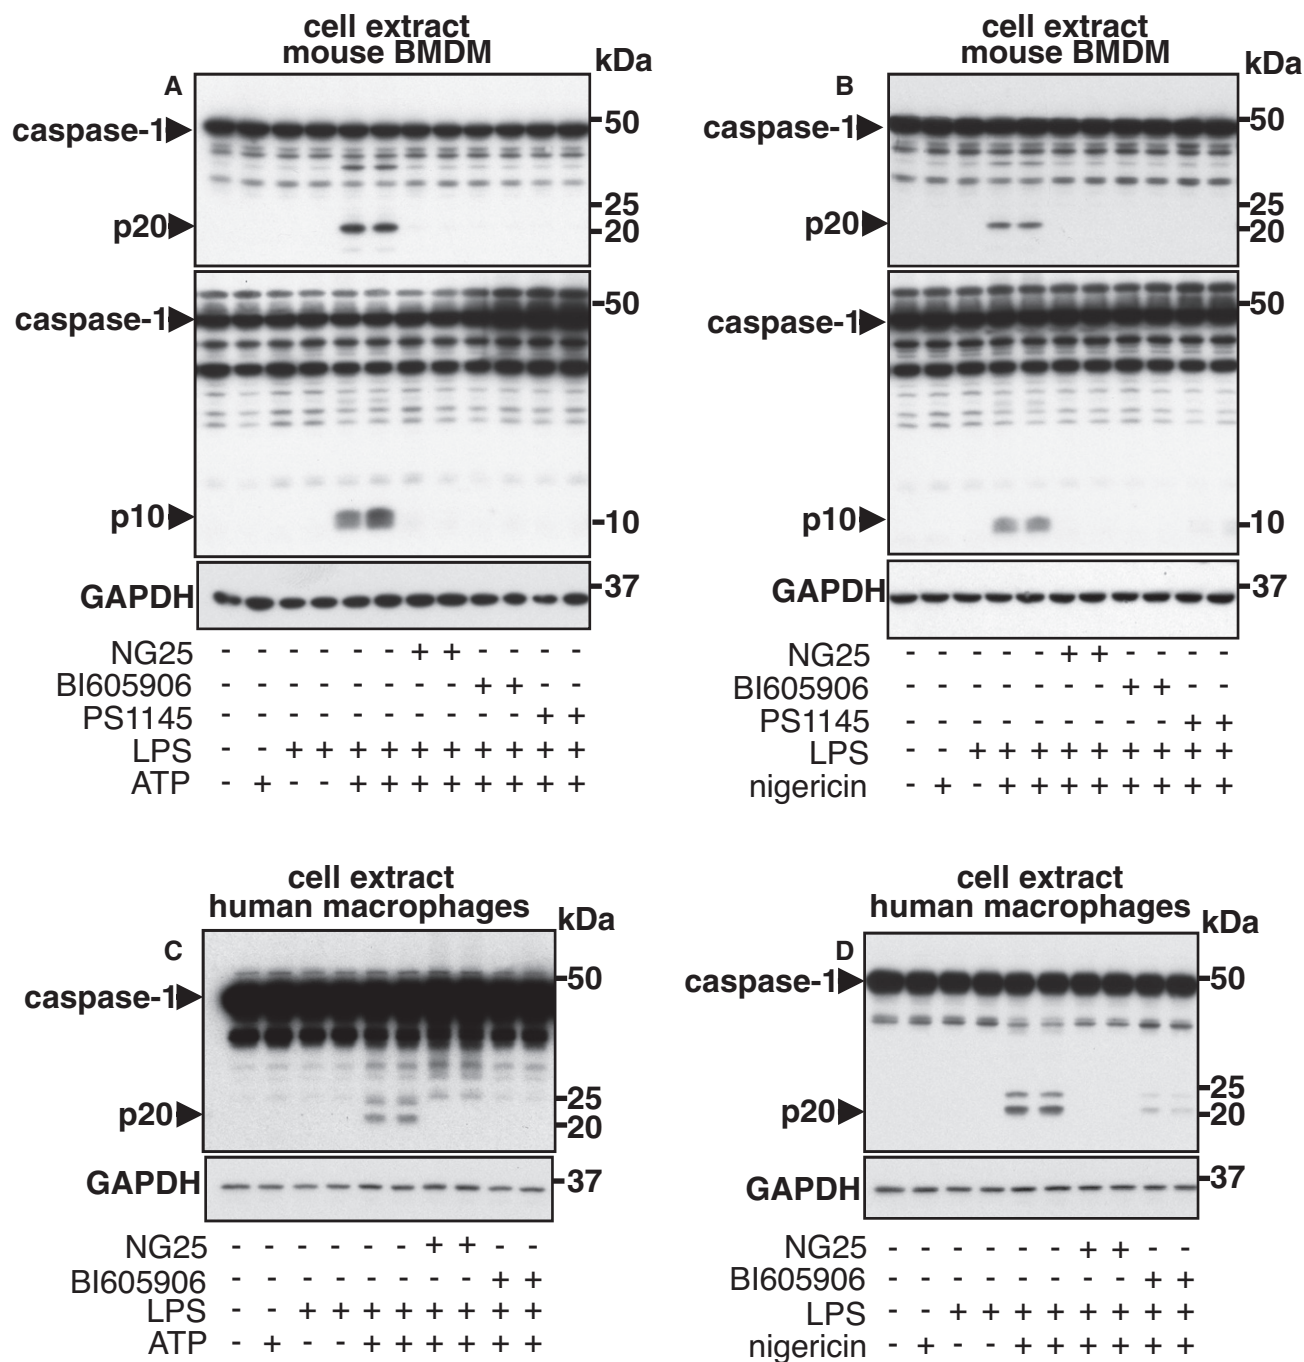 cell extract
mouse BMDM
kDa
A
caspase-1
50
25
p20
20
caspase-1
50
p10
10
GAPDH
37
NG25 - - - - - - + + - - - -
BI605906 - - - - - - - - + + - -
PS1145 - - - - - - - - - - + +
LPS - - + + + + + + + + + +
ATP - + - - + + + + + + + +
cell extract
mouse BMDM
kDa
B
caspase-1
50
25
p20
20
caspase-1
50
p10
10
GAPDH
37
NG25 - - - - - + + - - - -
BI605906 - - - - - - - + + - -
PS1145 - - - - - - - - - + +
LPS - - + + + + + + + + +
nigericin - + - + + + + + + + +
cell extract
human macrophages
kDa
C
caspase-1
50
25
p20
20
GAPDH
37
NG25 - - - - - - + + - -
BI605906 - - - - - - - - + +
LPS - - + + + + + + + +
ATP - + - - + + + + + +
cell extract
human macrophages
kDa
D
caspase-1
50
25
p20
20
GAPDH
37
NG25 - - - - - - + + - -
BI605906 - - - - - - - - + +
LPS - - + + + + + + + +
nigericin - + - - + + + + + +